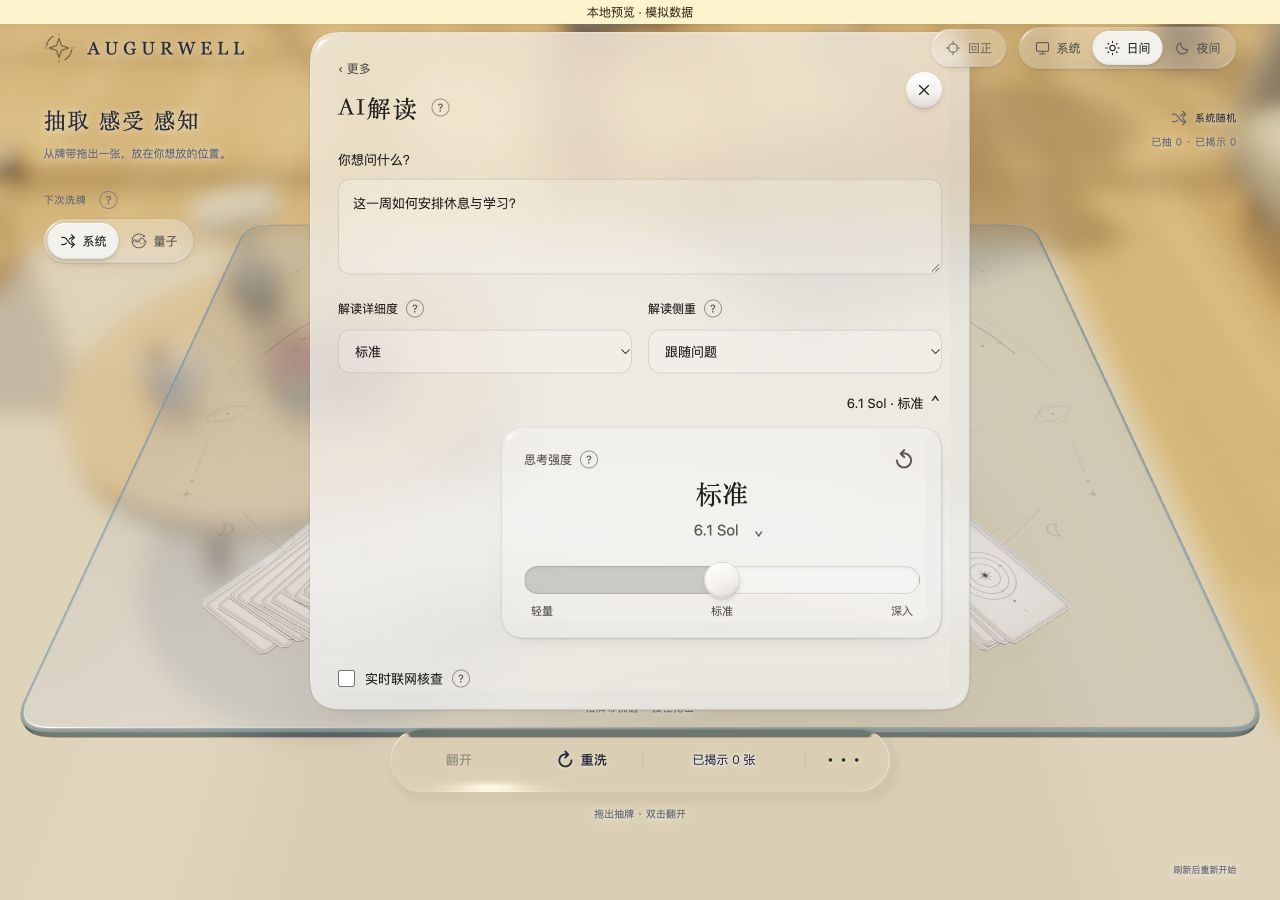 本地预览 · 模拟数据
AUGURWELL
回正
系统
日间
夜间
抽取 感受 感知
从牌带拖出一张，放在你想放的位置。
系统随机
已抽 0 · 已揭示 0
下次洗牌 ?
系统
量子
‹ 更多
AI解读 ?
你想问什么?
这一周如何安排休息与学习?
解读详细度 ?
解读侧重 ?
标准
跟随问题
6.1 Sol · 标准
思考强度 ?
标准
6.1 Sol
轻量
标准
深入
实时联网核查 ?
翻开
重洗
已揭示 0 张
拖出抽牌 · 双击翻开
刷新后重新开始